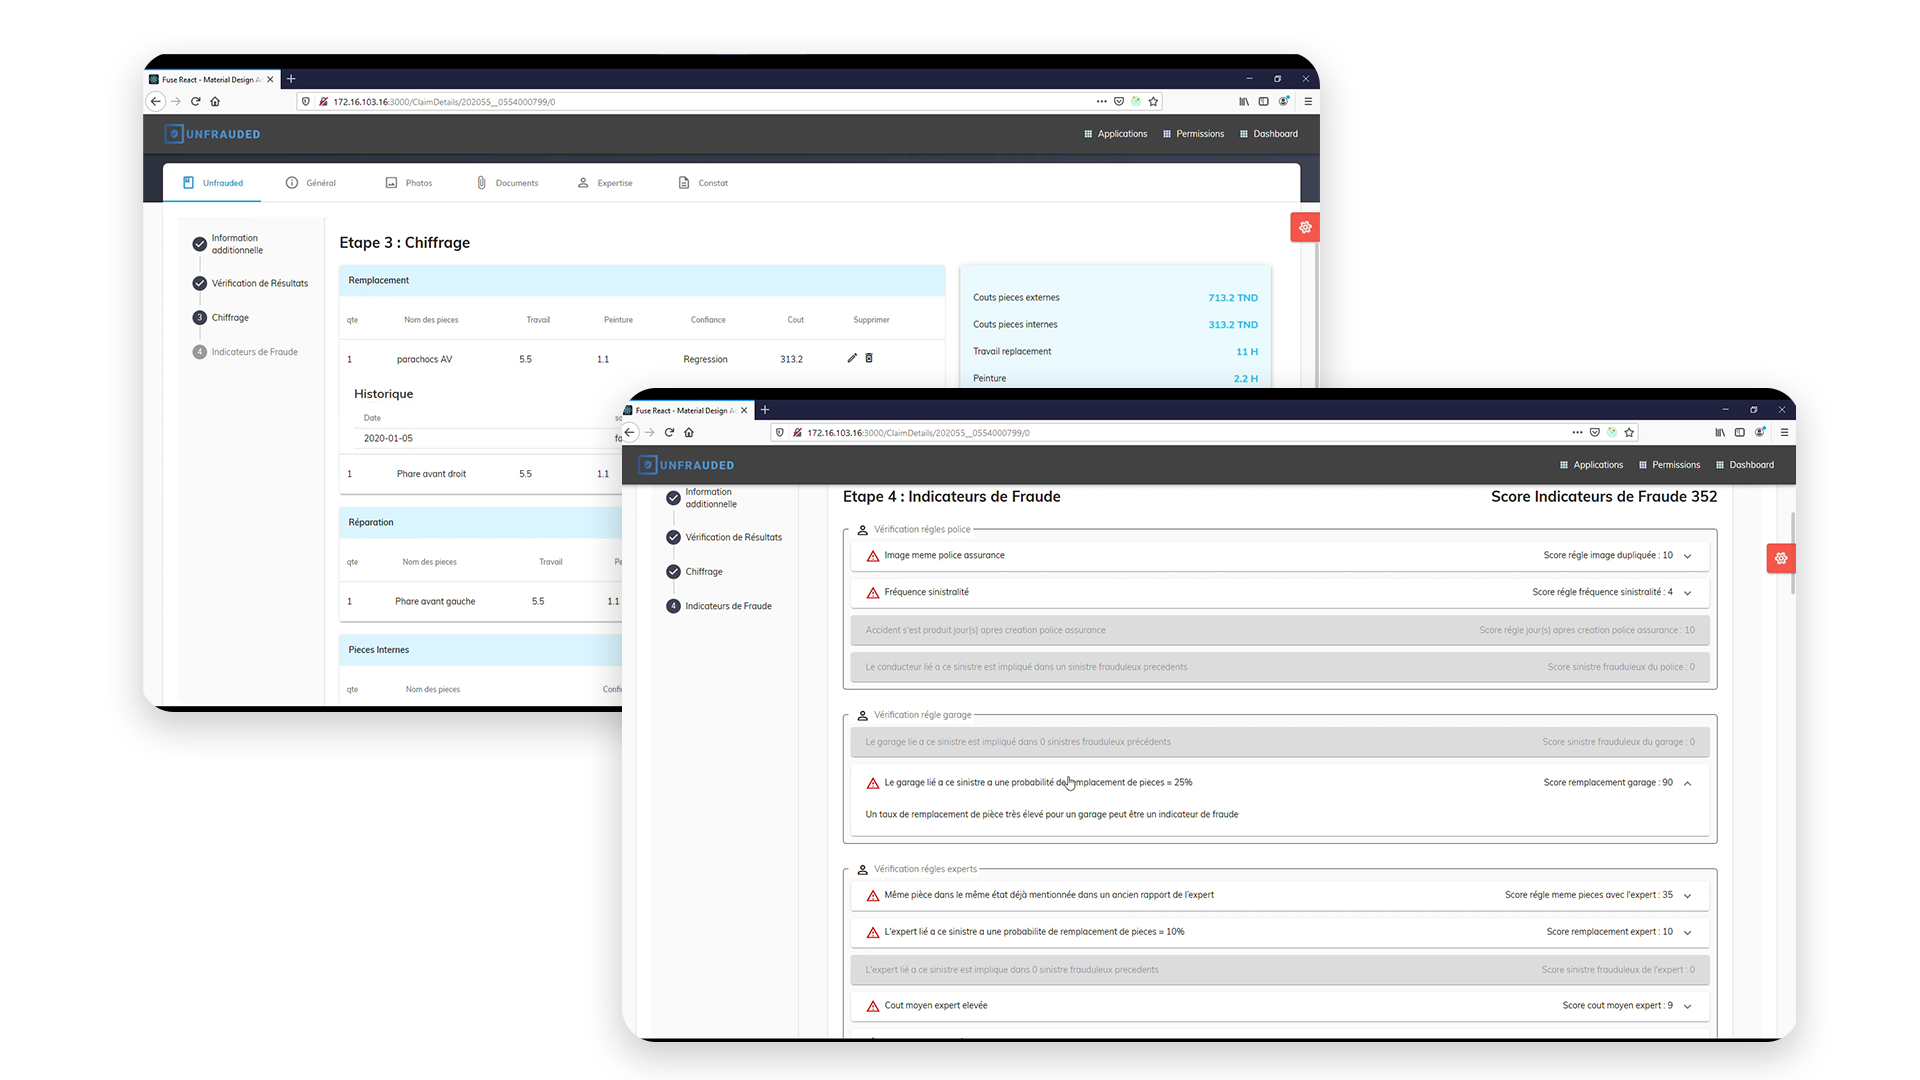 Fuse React - Material Design A
172.16.103.16:3000/ClaimDetails/202055__0554000799/0
UNFRAUDED
Applications
Permissions
Dashboard
Unfrauded
Général
Photos
Documents
Expertise
Constat
Information
additionnelle
Vérification de Résultats
3 Chiffrage
4 Indicateurs de Fraude
Etape 3 : Chiffrage
Remplacement
qte Nom des pieces Travail Peinture Confiance Cout Supprimer
1 parachocs AV 5.5 1.1 Regression 313.2
Historique
Date
2020-01-05
1 Phare avant droit 5.5 1.1
Réparation
qte Nom des pieces Travail
1 Phare avant gauche 5.5 1.1
Pieces Internes
qte Nom des pieces
Couts pieces externes 713.2 TND
Couts pieces internes 313.2 TND
Travail replacement 11 H
Peinture 2.2 H
Fuse React - Material Design A
172.16.103.16:3000/ClaimDetails/202055__0554000799/0
UNFRAUDED
Applications
Permissions
Dashboard
Information
additionnelle
Vérification de Résultats
Chiffrage
4 Indicateurs de Fraude
Etape 4 : Indicateurs de Fraude
Score Indicateurs de Fraude 352
Vérification régles police
Image meme police assurance Score régle image dupliquée : 10
Fréquence sinistralité Score régle fréquence sinistralité : 4
Accident s'est produit jour(s) apres creation police assurance Score régle jour(s) apres creation police assurance : 10
Le conducteur lié a ce sinistre est impliqué dans un sinistre frauduleux precedents Score sinistre frauduleux du police : 0
Vérification régle garage
Le garage lie a ce sinistre est impliqué dans 0 sinistres frauduleux précédents Score sinistre frauduleux du garage : 0
Le garage lié a ce sinistre a une probabilité de remplacement de pieces = 25% Score remplacement garage : 90
Un taux de remplacement de pièce très élevé pour un garage peut être un indicateur de fraude
Vérification régles experts
Même pièce dans le même état déjà mentionnée dans un ancien rapport de l'expert Score régle meme pieces avec l'expert : 35
L'expert lié a ce sinistre a une probabilite de remplacement de pieces = 10% Score remplacement expert : 10
L'expert lié a ce sinistre est implique dans 0 sinistre frauduleux precedents Score sinistre frauduleux de l'expert : 0
Cout moyen expert elevée Score cout moyen expert : 9